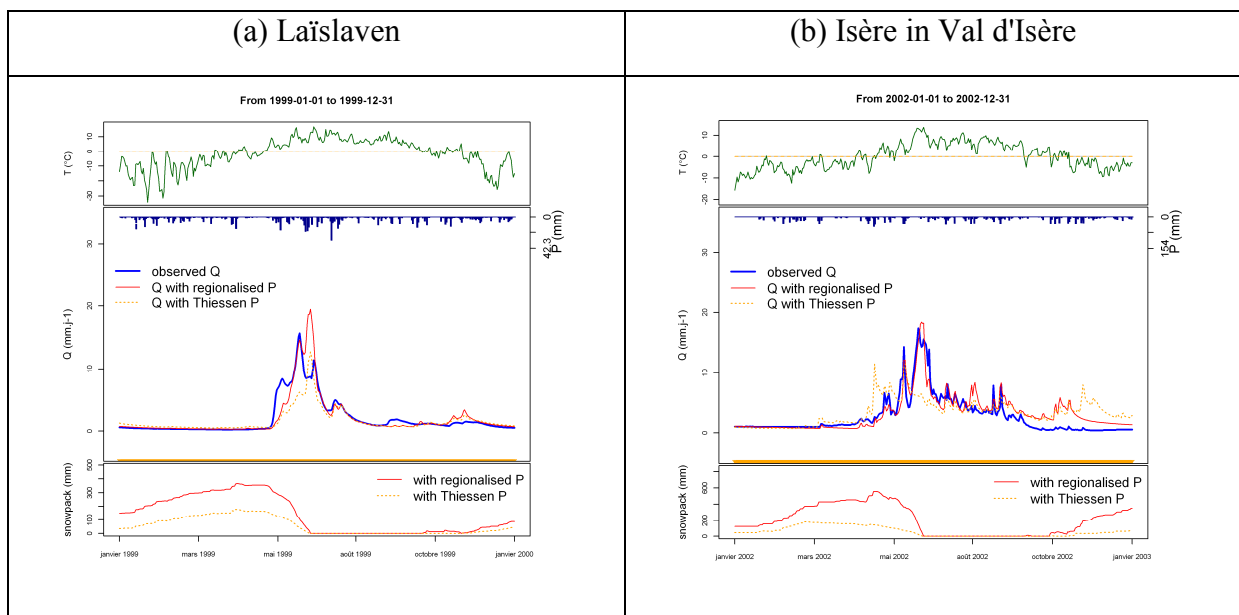 (a) Laïslaven
(b) Isère in Val d'Isère
From 1999-01-01 to 1999-12-31
T (°C)
10
0
-10
-30
0
42.3
P (mm)
observed Q
Q with regionalised P
Q with Thiessen P
Q (mm.j-1)
30
20
10
0
snowpack (mm)
500
300
100
0
with regionalised P
with Thiessen P
janvier 1999
mars 1999
mai 1999
août 1999
octobre 1999
janvier 2000
From 2002-01-01 to 2002-12-31
T (°C)
10
0
-10
-20
0
154
P (mm)
observed Q
Q with regionalised P
Q with Thiessen P
Q (mm.j-1)
30
20
10
0
snowpack (mm)
200
0
with regionalised P
with Thiessen P
janvier 2002
mars 2002
mai 2002
août 2002
octobre 2002
janvier 2003